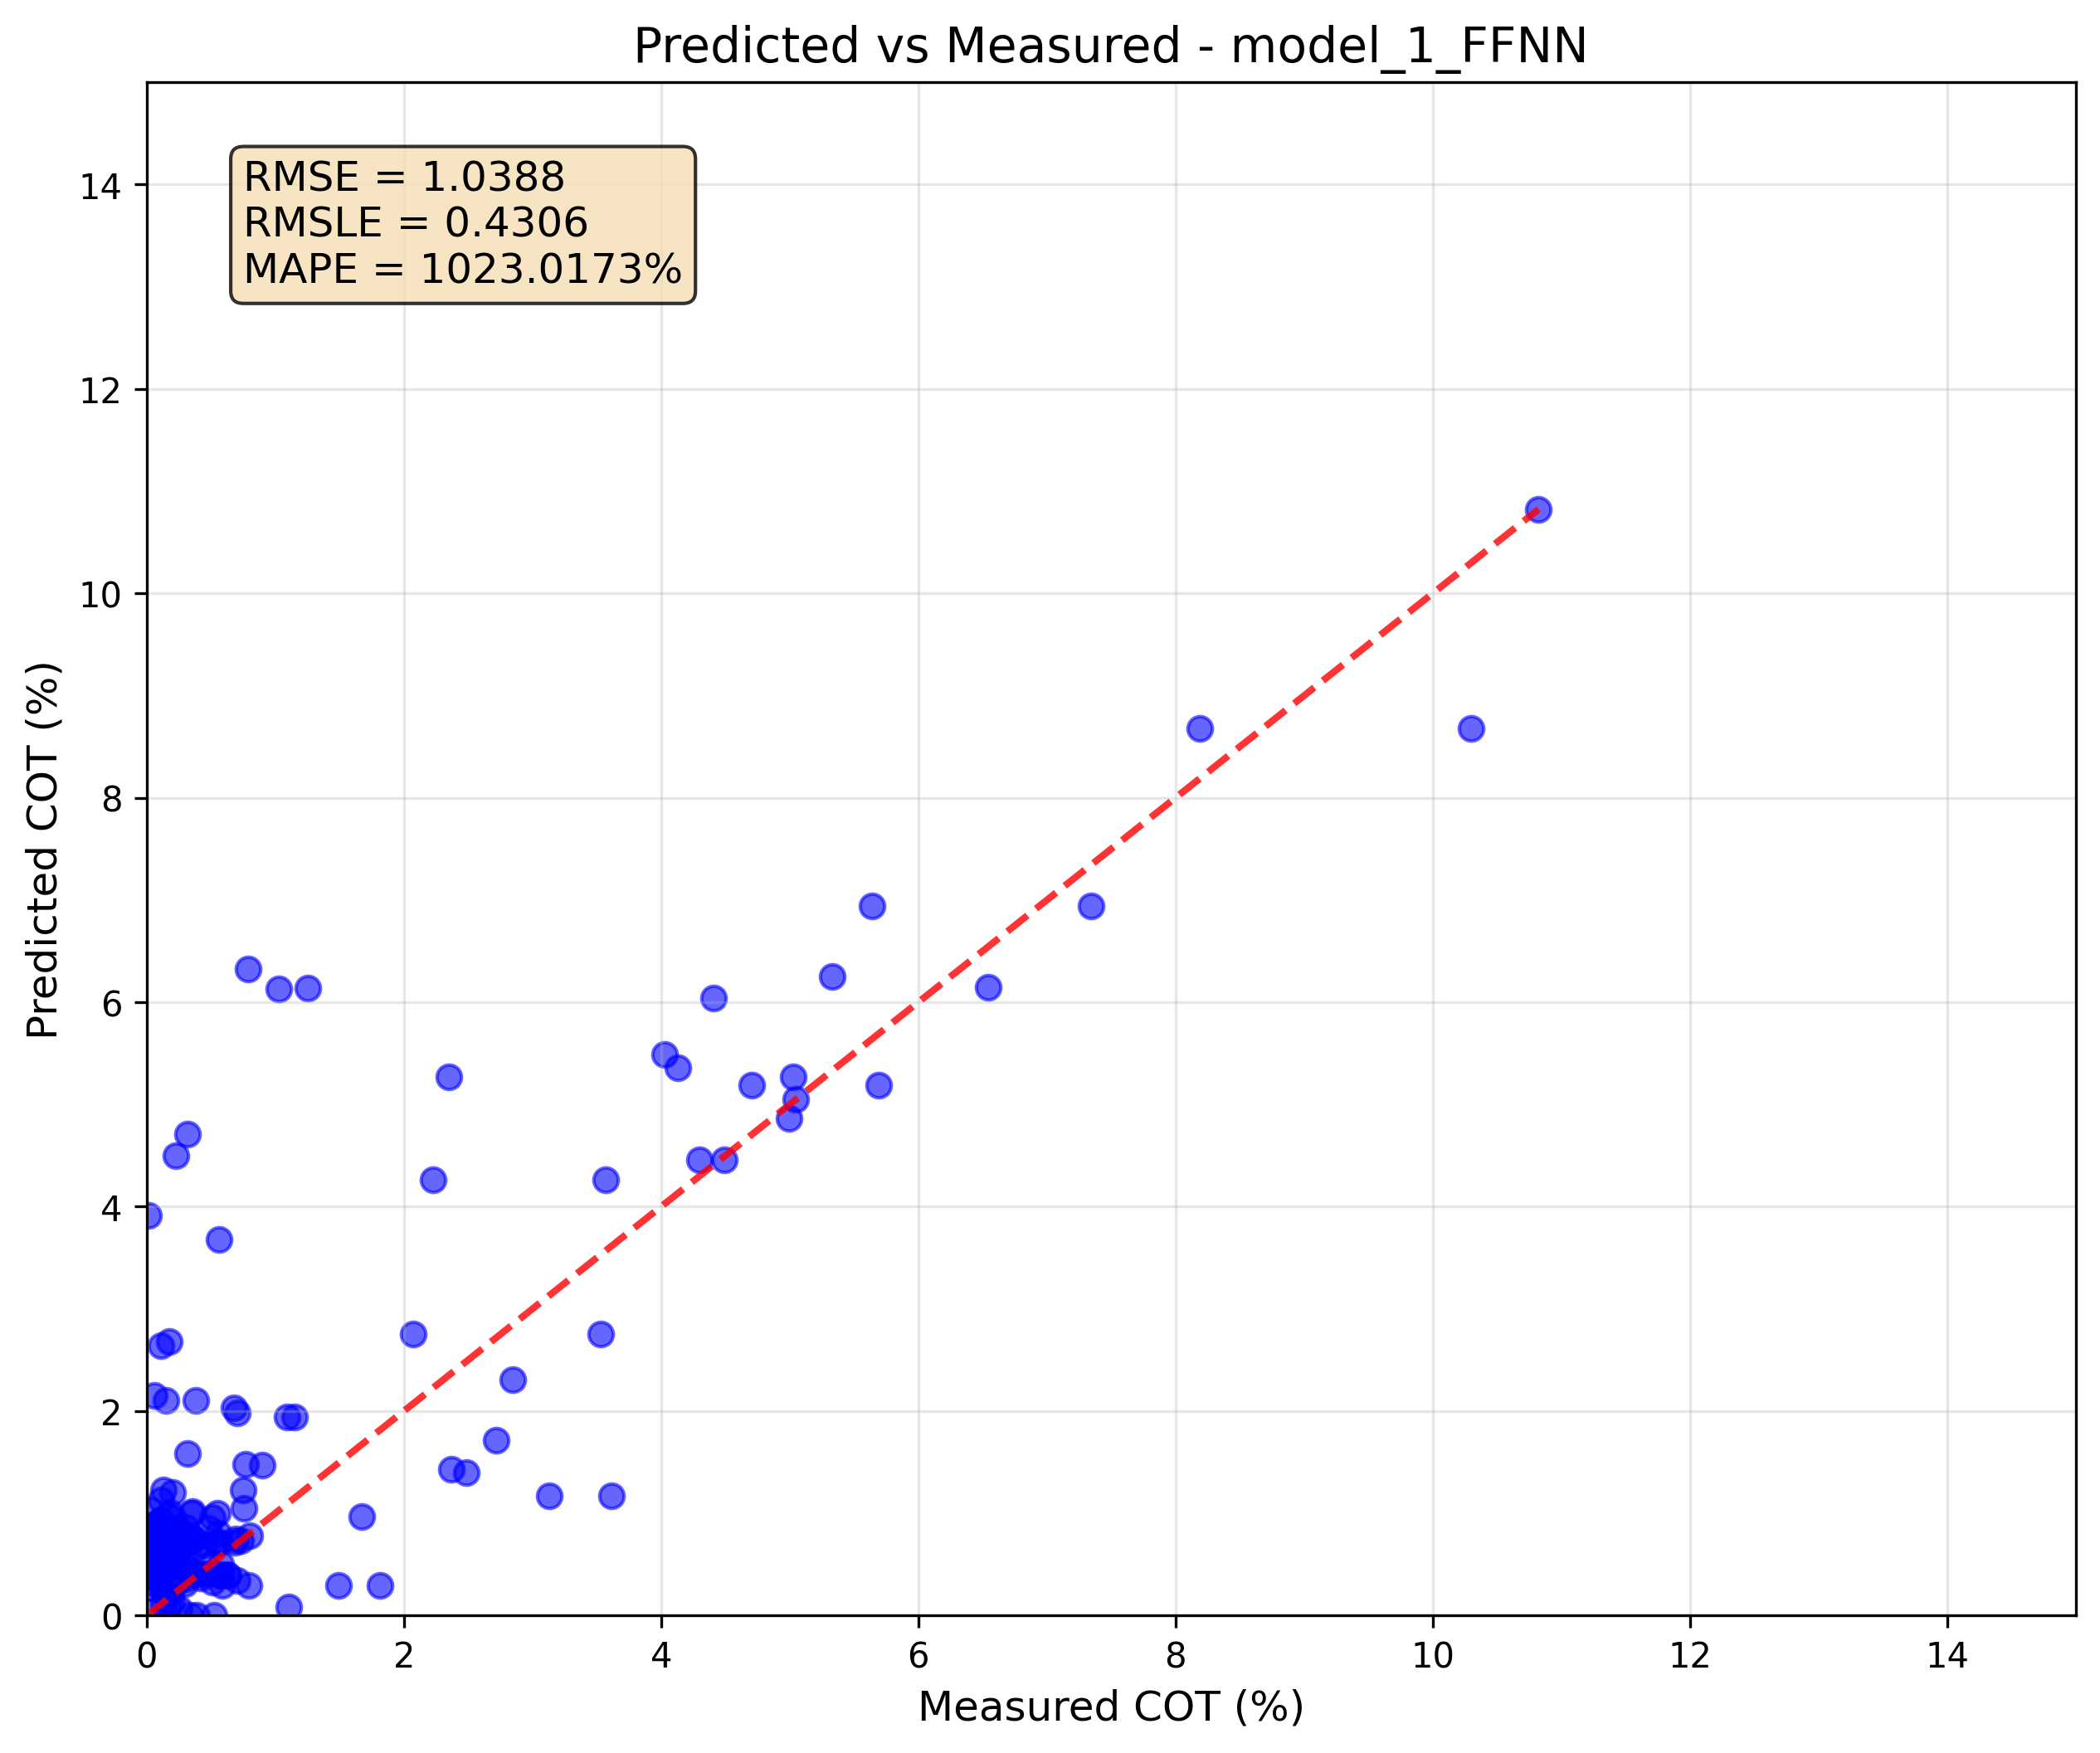 Predicted vs Measured - model_1_FFNN
RMSE = 1.0388
RMSLE = 0.4306
MAPE = 1023.0173%
Predicted COT (%)
14
12
10
8
6
4
2
0
0 2 4 6 8 10 12 14
Measured COT (%)